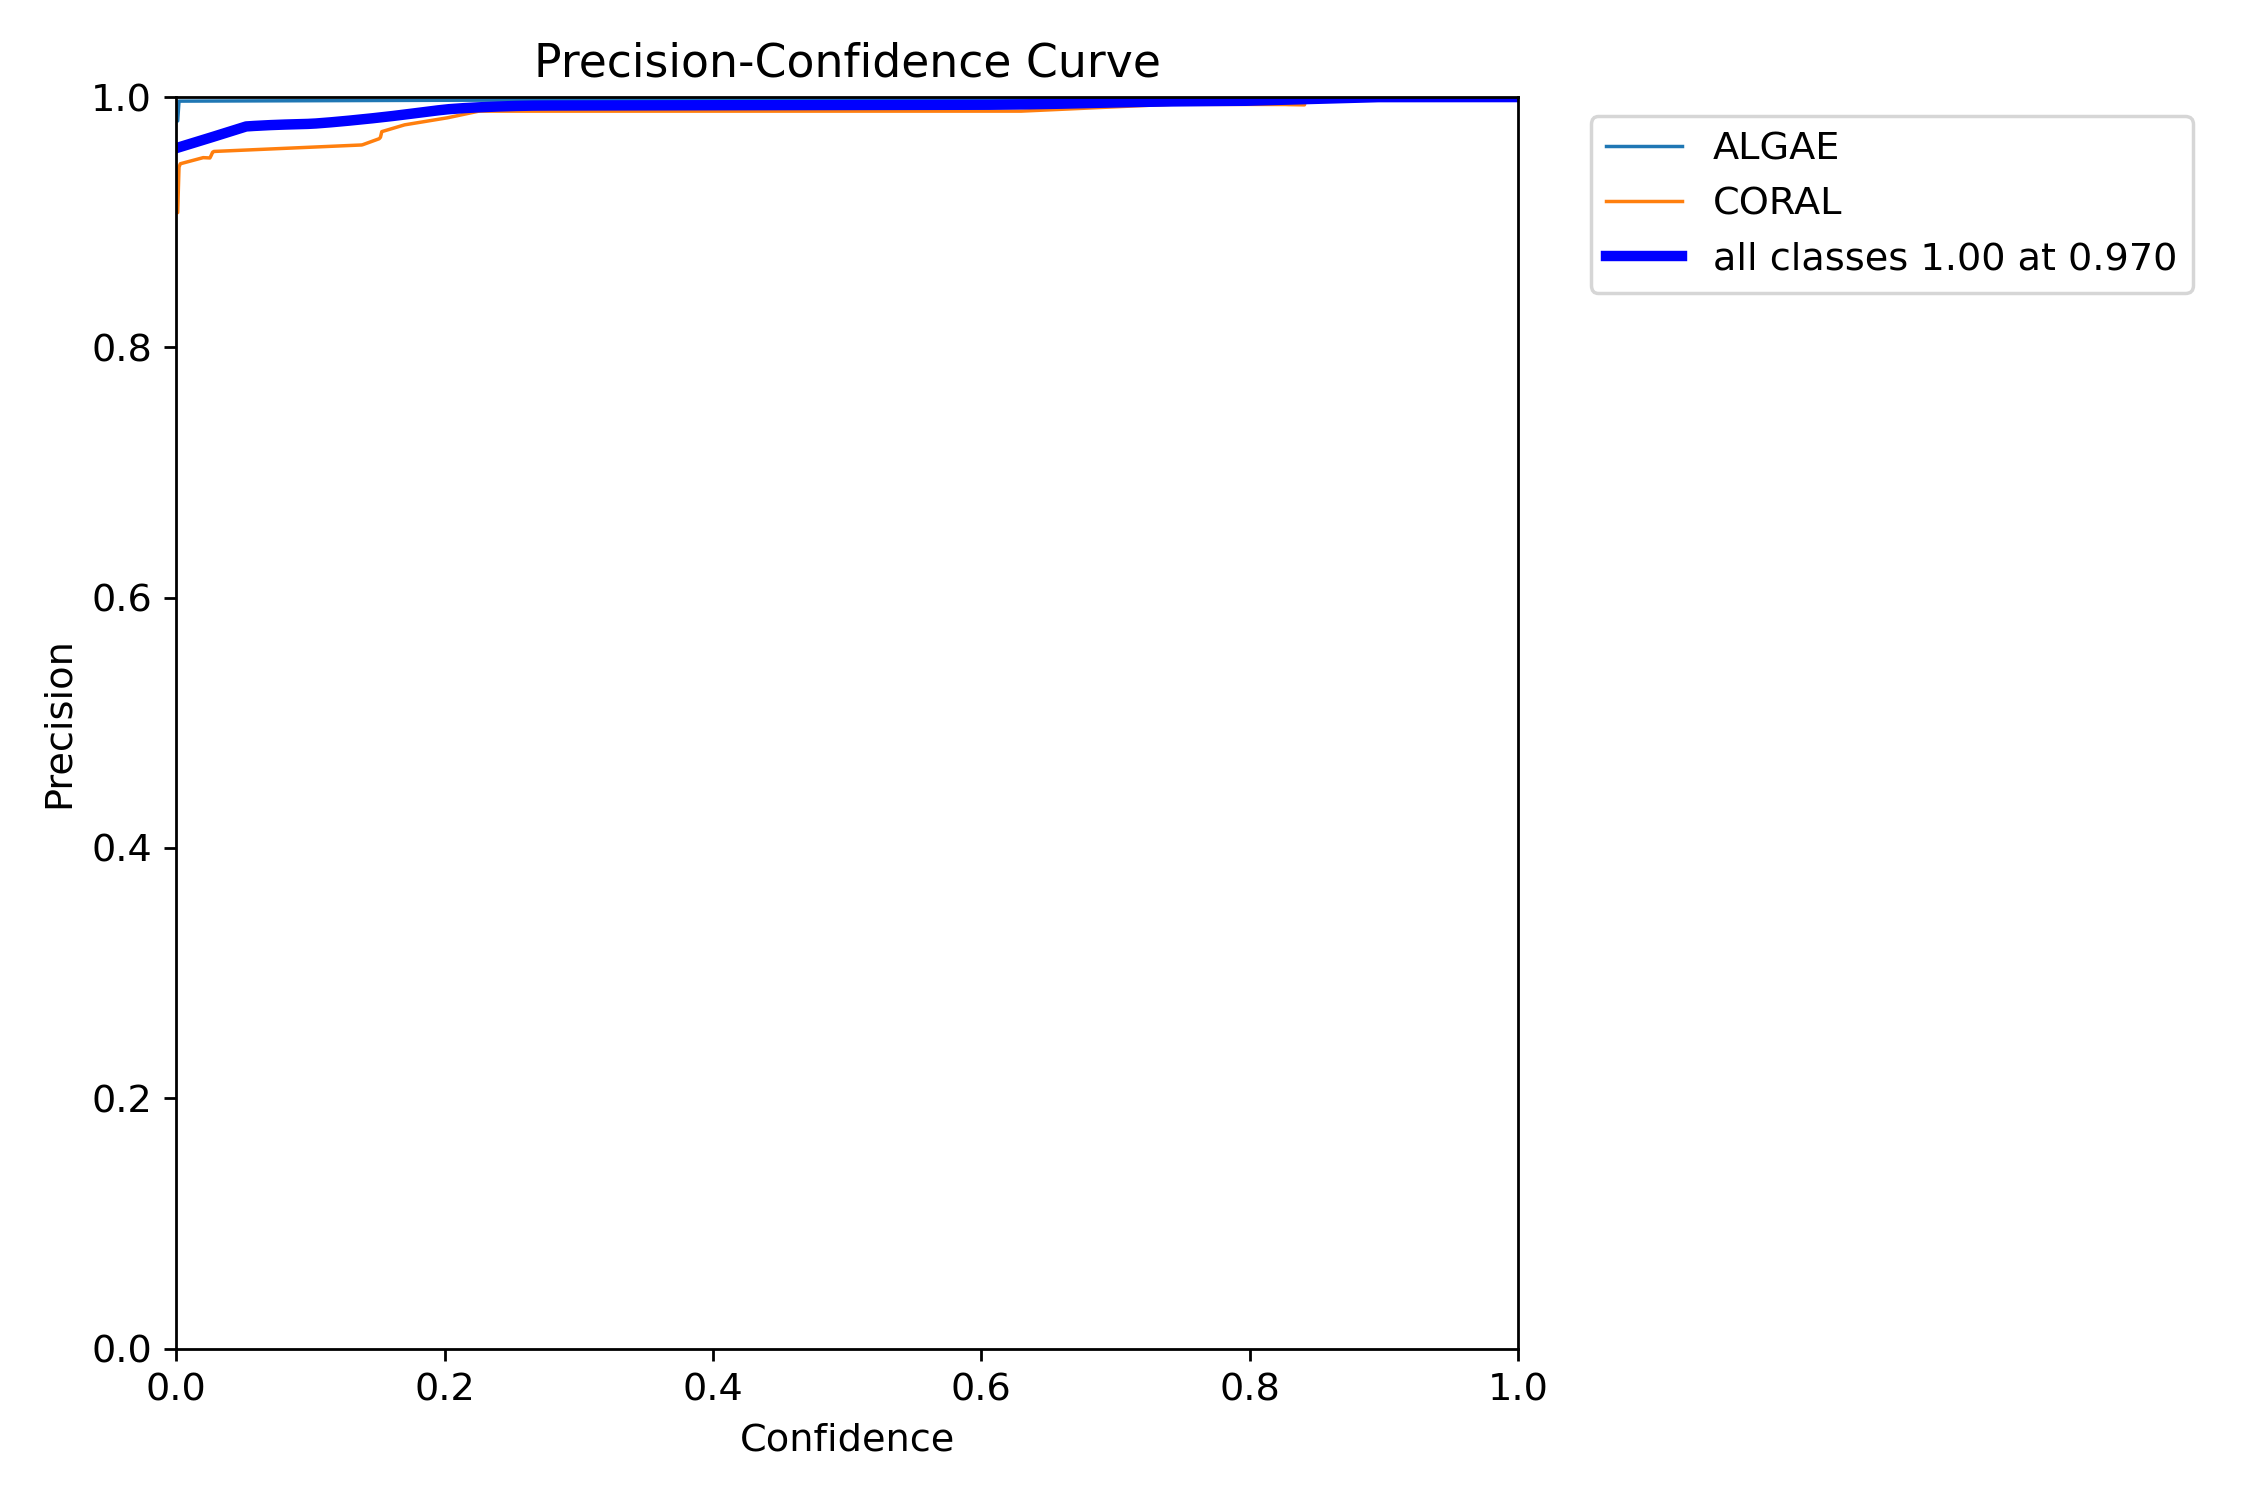 Precision-Confidence Curve
1.0
0.8
0.6
0.4
0.2
0.0
Precision
0.0 0.2 0.4 0.6 0.8 1.0
Confidence
ALGAE
CORAL
all classes 1.00 at 0.970